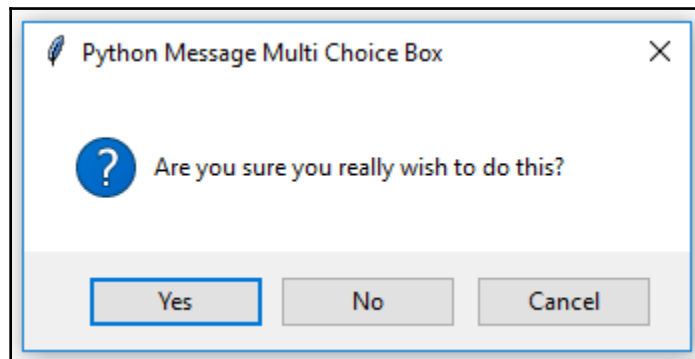 Python Message Multi Choice Box
?
Are you sure you really wish to do this?
Yes No Cancel